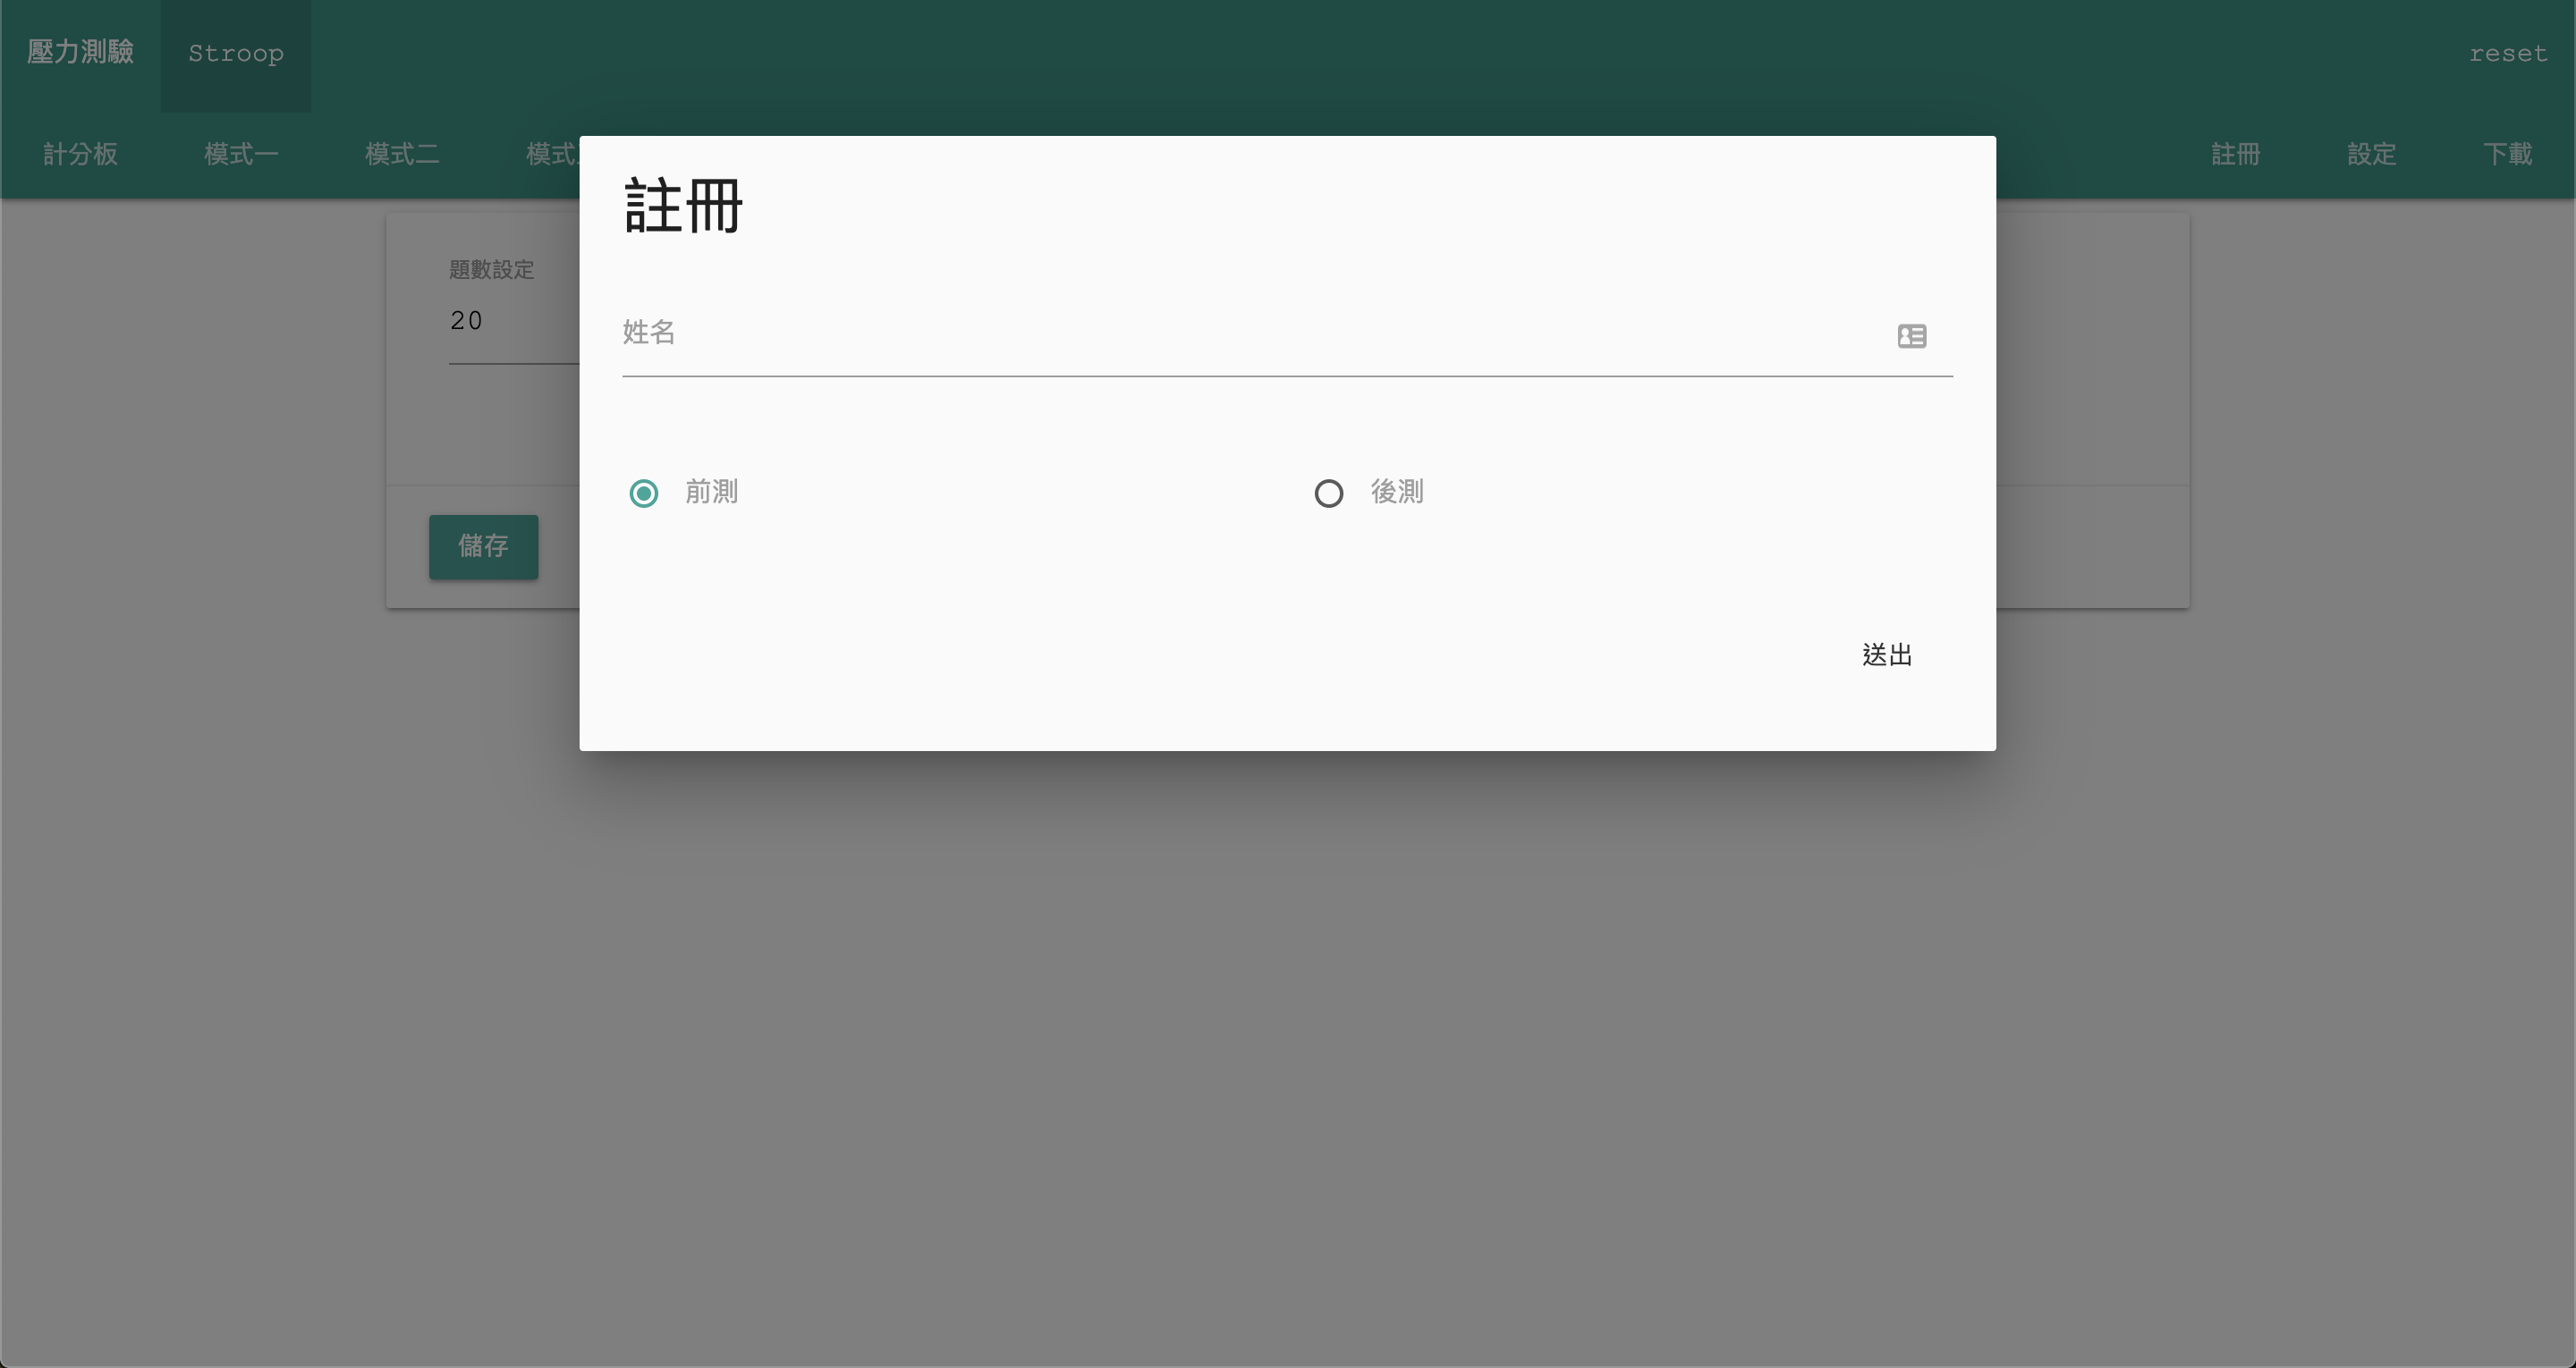 壓力測驗 Stroop reset
計分板 模式一 模式二 模式 註冊 設定 下載
註冊
題數設定
20
姓名
前測 後測
儲存
送出